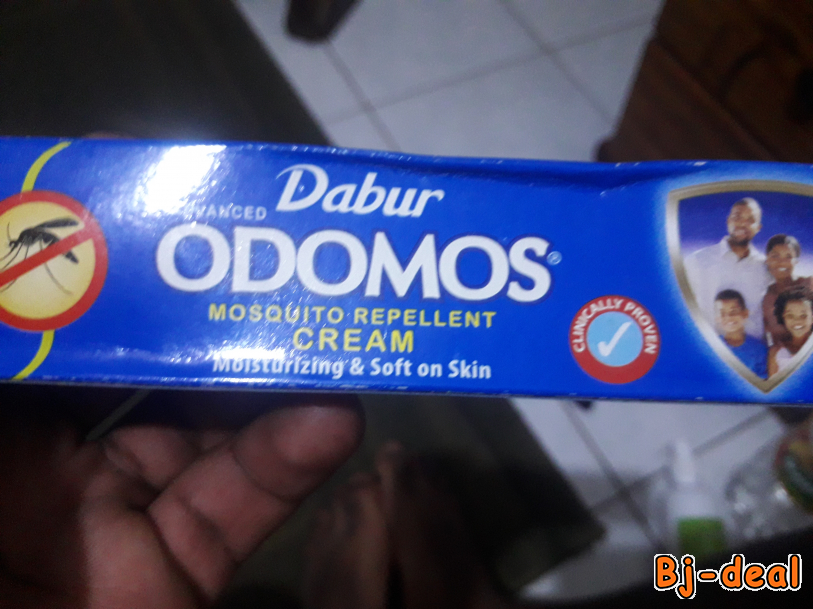 Dabur
ODOMOS®
MOSQUITO REPELLENT
CREAM
Moisturizing & Soft on Skin
CLINICALLY PROVEN
Bj-deal